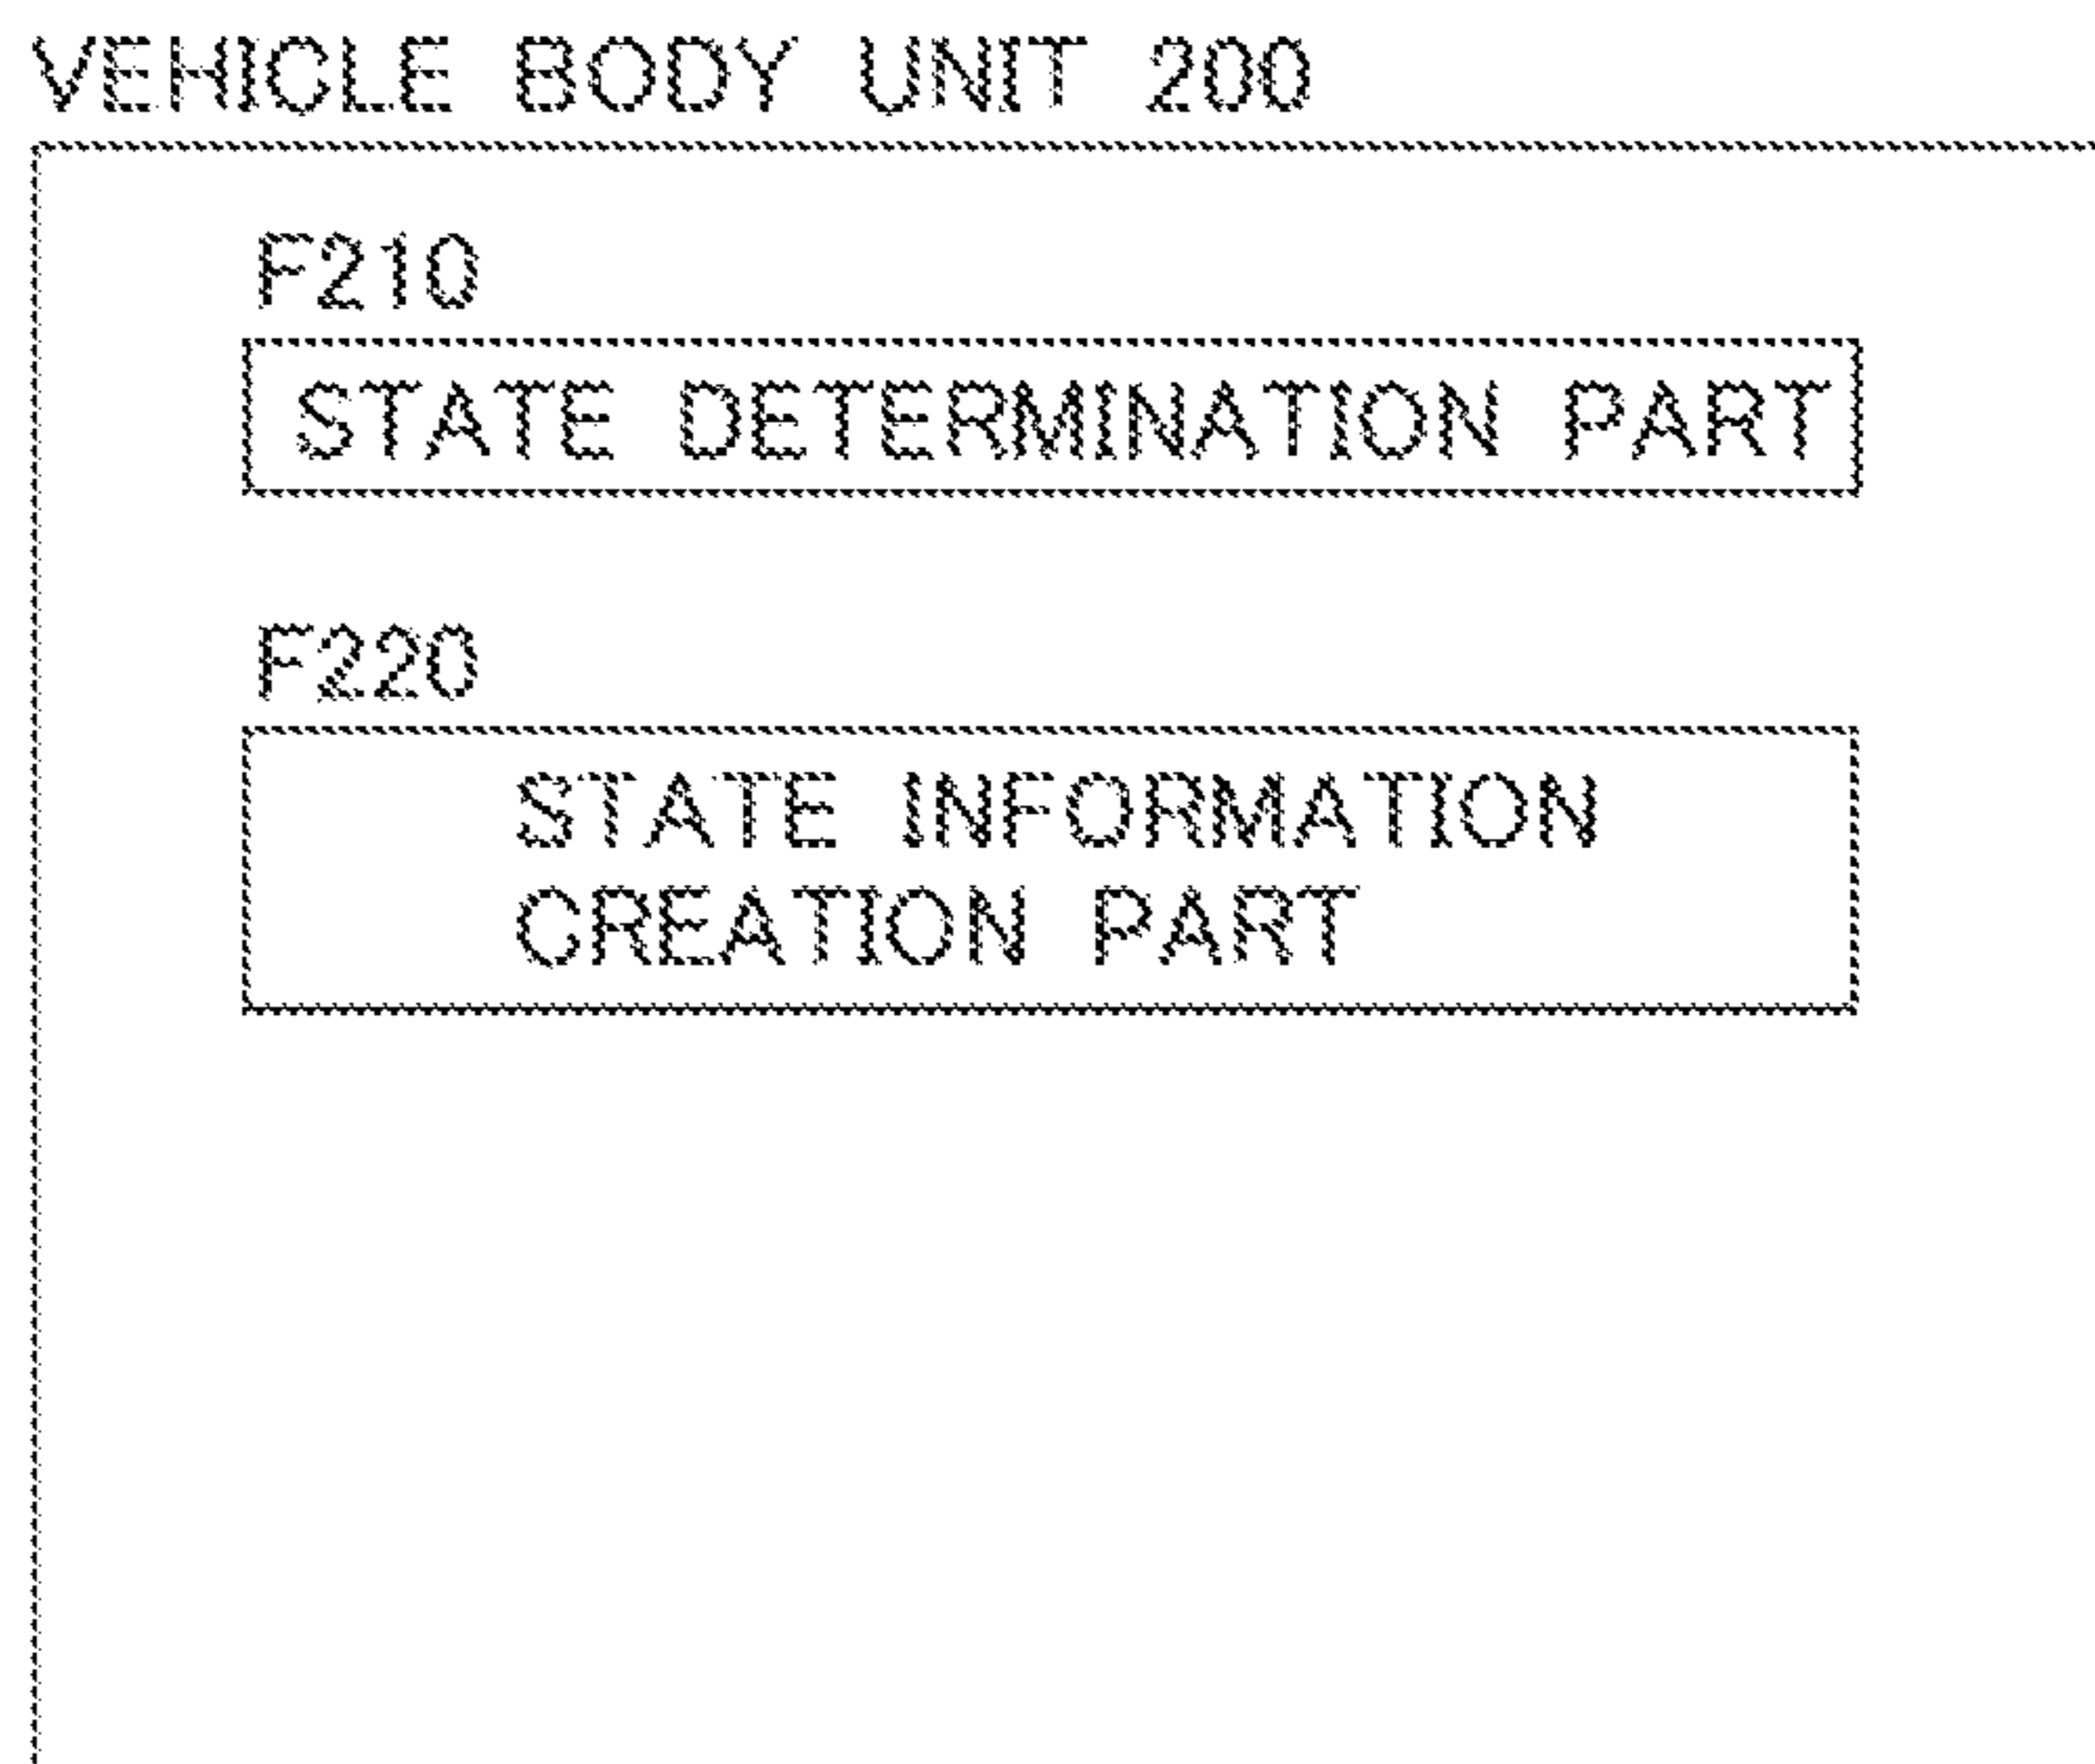 VEHICLE BODY UNIT 200
F210
STATE DETERMINATION PART
F220
STATE INFORMATION
CREATION PART